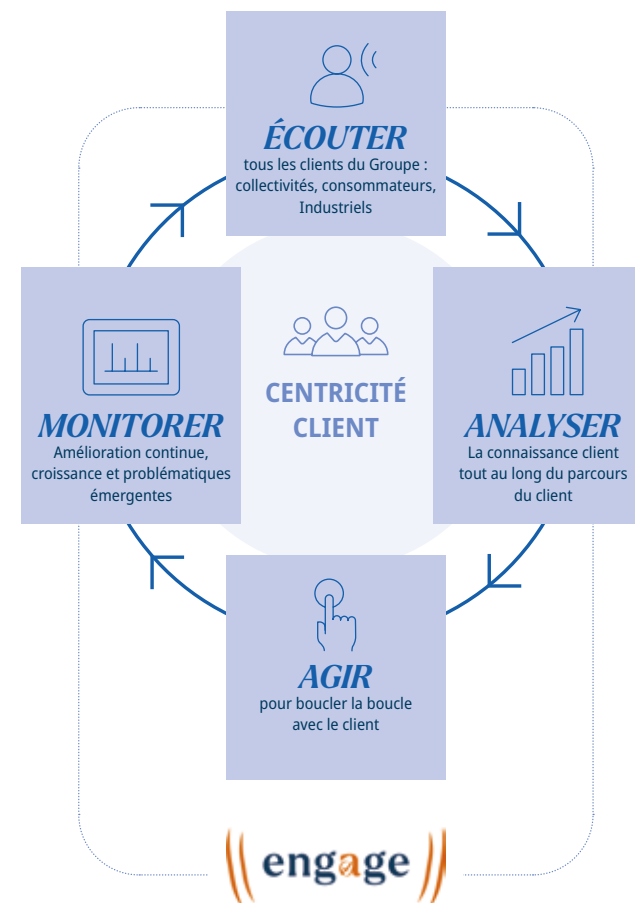 ÉCOUTER
tous les clients du Groupe :
collectivités, consommateurs,
Industriels
CENTRICITÉ
CLIENT
MONITORER
Amélioration continue,
croissance et problématiques
émergentes
ANALYSER
La connaissance client
tout au long du parcours
du client
AGIR
pour boucler la boucle
avec le client
engage